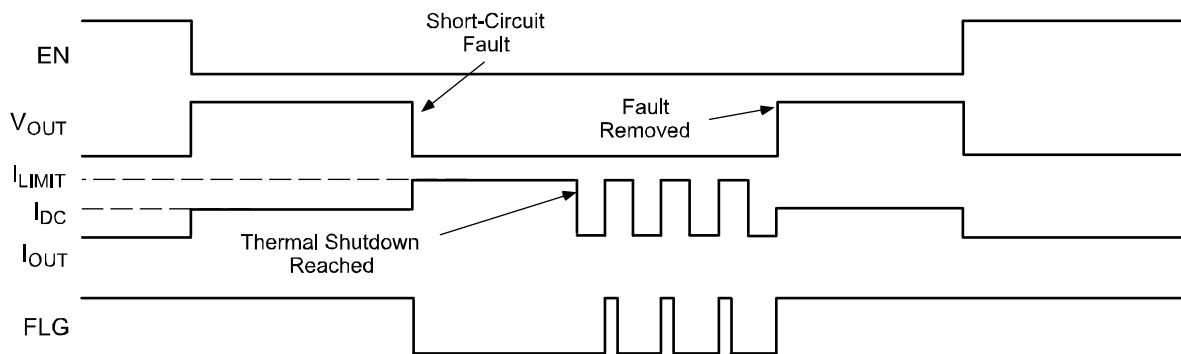 Short-Circuit
Fault
EN
Fault
Removed
VOUT
ILIMIT
IDC
Thermal Shutdown
Reached
IOUT
FLG